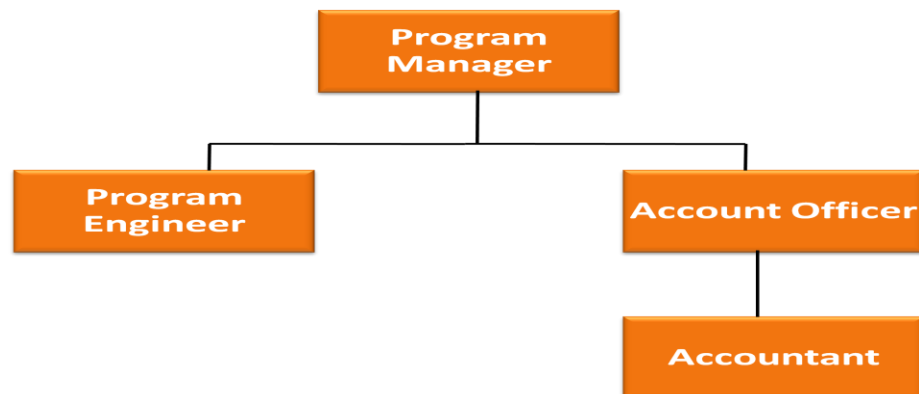 Program
Manager
Program
Engineer
Account Officer
Accountant